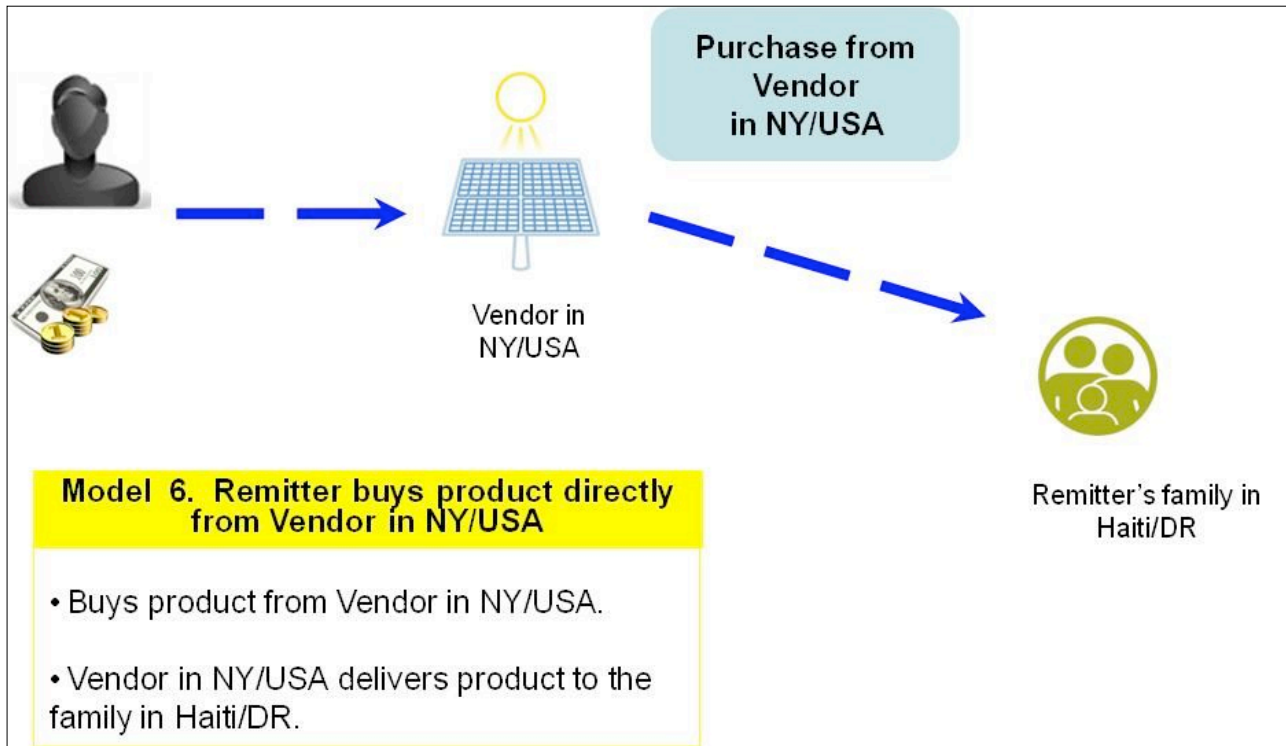 Purchase from
Vendor
in NY/USA
Vendor in
NY/USA
Remitter’s family in
Haiti/DR
Model 6. Remitter buys product directly
from Vendor in NY/USA
• Buys product from Vendor in NY/USA.
• Vendor in NY/USA delivers product to the
family in Haiti/DR.